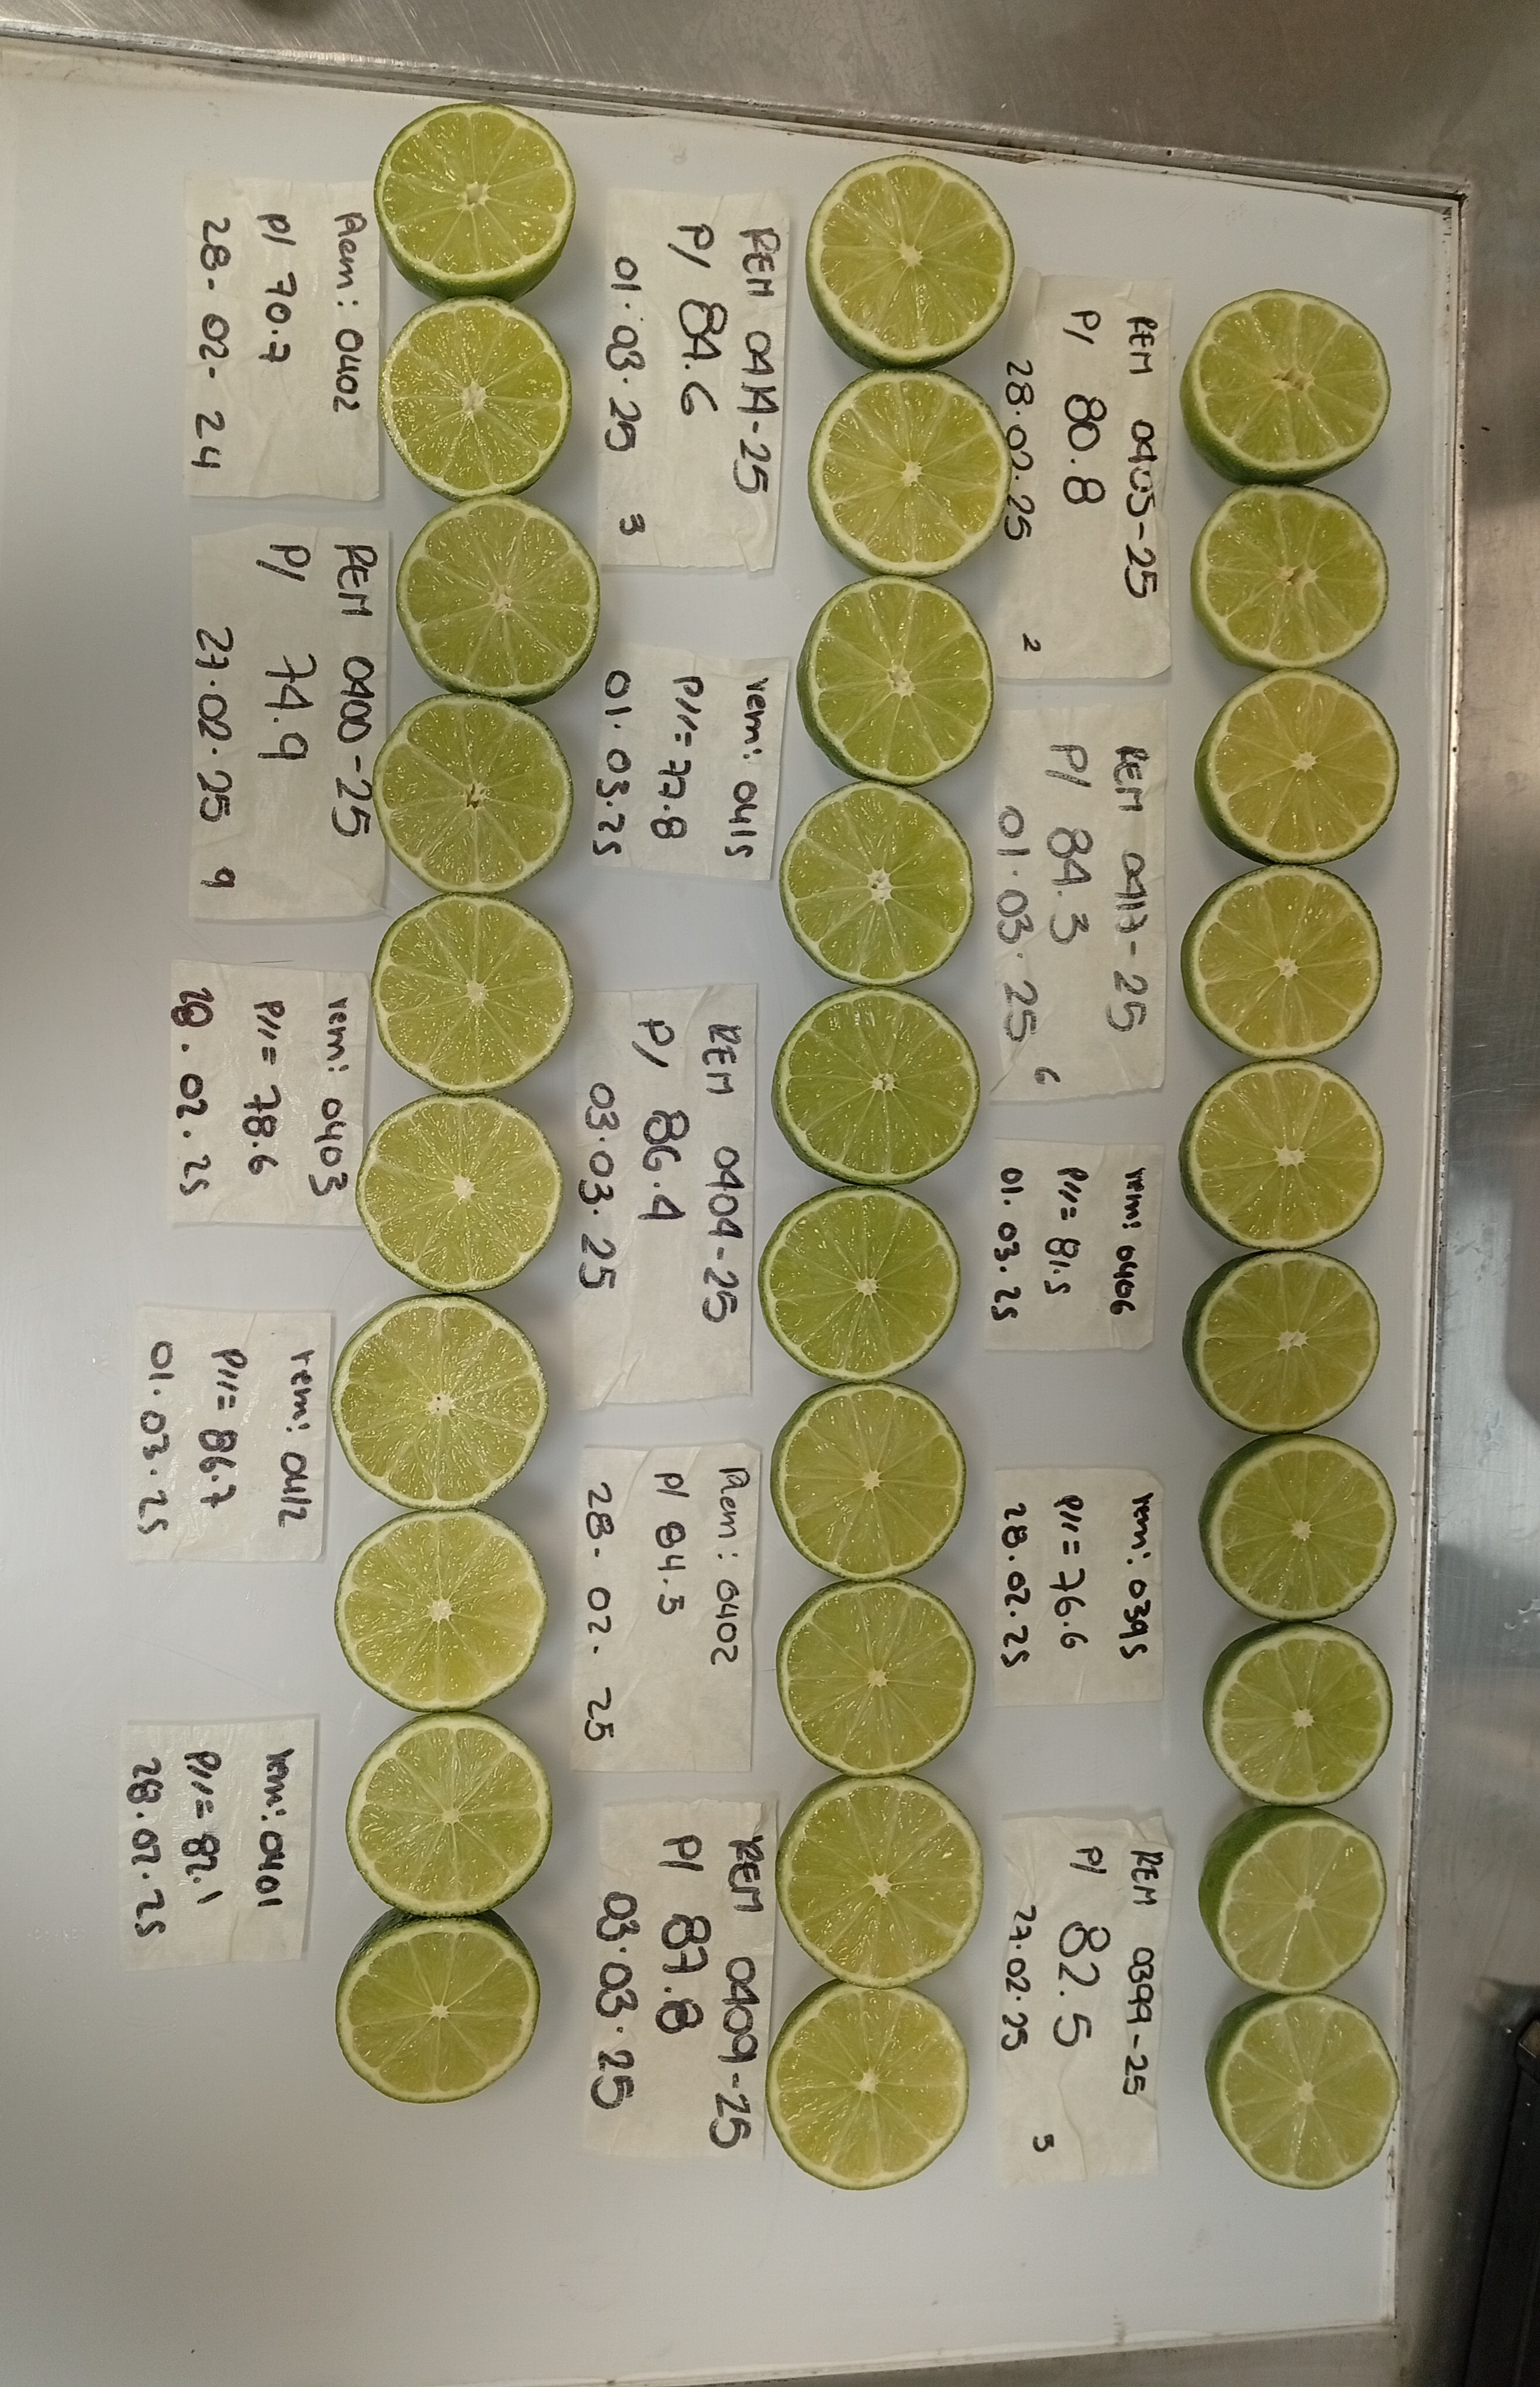 REM 0405-25
P/ 80.8
28.02.25 2
REM 0417-25
P/ 84.3
01.03.25 6
rem: 0406
P//= 81.5
01.03.25
rem: 0395
P//= 76.6
28.02.25
REM 0399-25
P/ 82.5
27.02.25 5
REM 0414-25
P/ 84.6
01.03.25 3
rem: 0415
P//= 77.8
01.03.25
REM 0404-25
P/ 86.4
03.03.25
Rem: 0402
P/ 84.5
28-02-25
REM 0409-25
P/ 87.8
03.03.25
Rem: 0402
P/ 70.7
28-02-24
REM 0400-25
P/ 74.9
27.02.25 9
rem: 0403
P//= 78.6
28.02.25
rem: 0412
P//= 86.7
01.03.25
rem: 0401
P//= 82.1
28.02.25